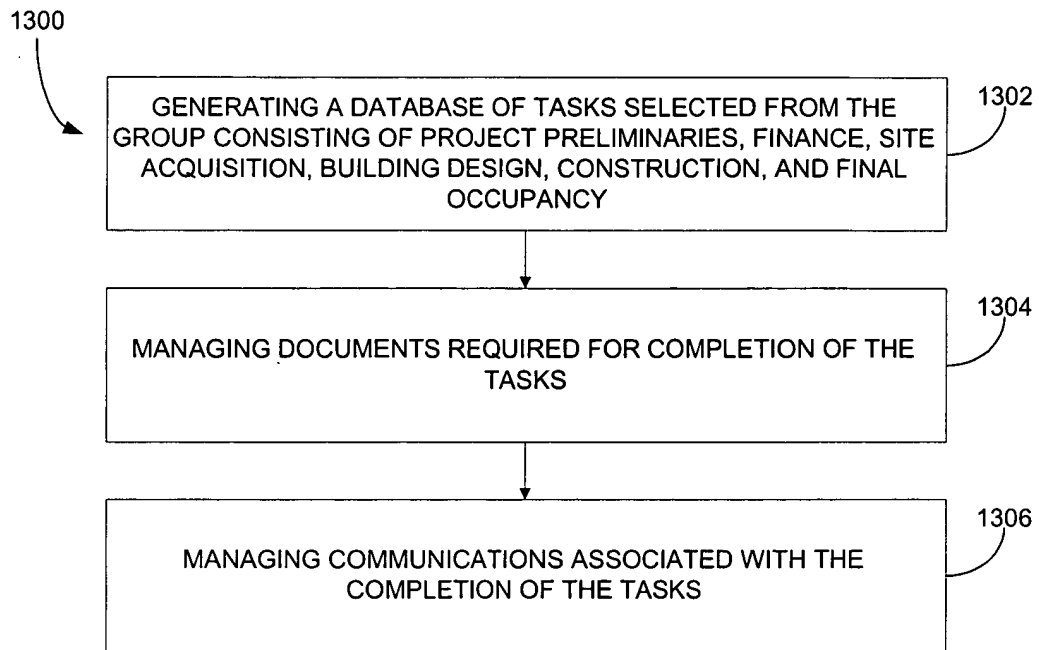 1300
1302
GENERATING A DATABASE OF TASKS SELECTED FROM THE
GROUP CONSISTING OF PROJECT PRELIMINARIES, FINANCE, SITE
ACQUISITION, BUILDING DESIGN, CONSTRUCTION, AND FINAL
OCCUPANCY
1304
MANAGING DOCUMENTS REQUIRED FOR COMPLETION OF THE
TASKS
1306
MANAGING COMMUNICATIONS ASSOCIATED WITH THE
COMPLETION OF THE TASKS